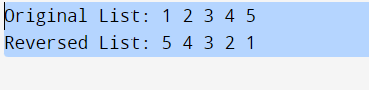 Original List: 1 2 3 4 5
Reversed List: 5 4 3 2 1